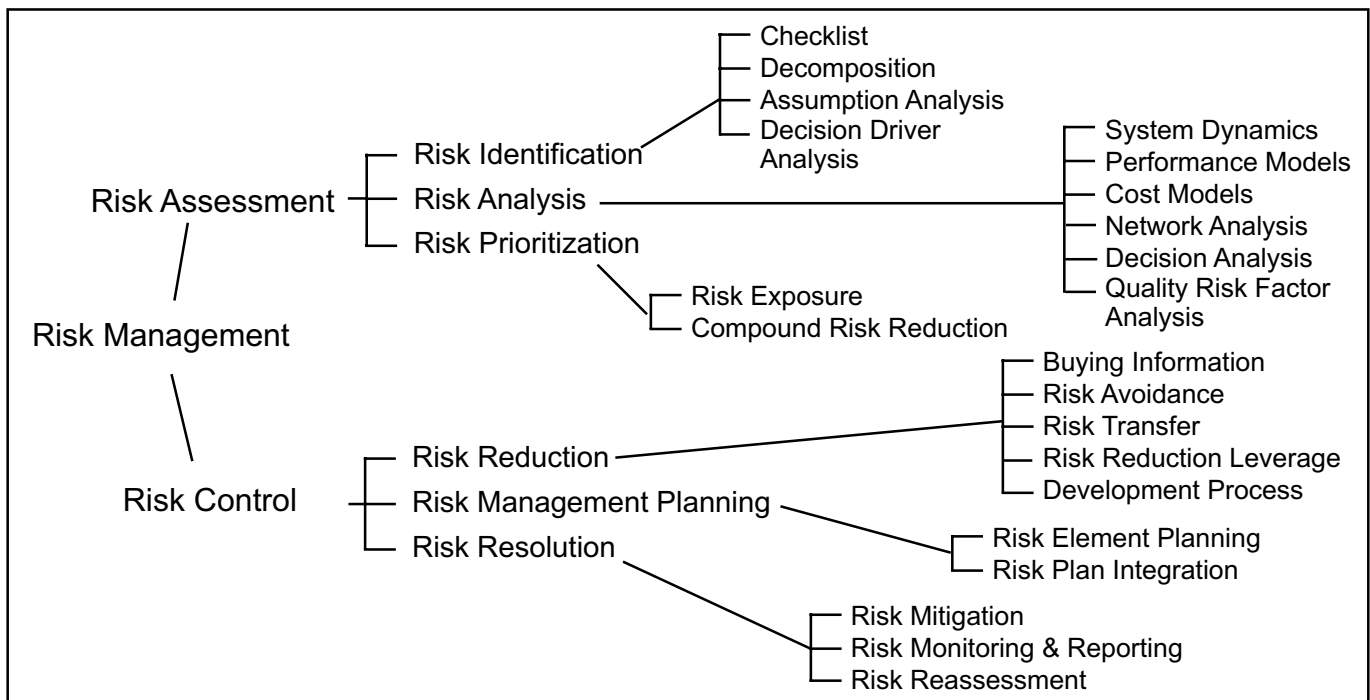 Checklist
Decomposition
Assumption Analysis
Decision Driver
Analysis
System Dynamics
Performance Models
Cost Models
Network Analysis
Decision Analysis
Quality Risk Factor
Analysis
Risk Identification
Risk Assessment
Risk Analysis
Risk Prioritization
Risk Exposure
Compound Risk Reduction
Risk Management
Buying Information
Risk Avoidance
Risk Transfer
Risk Reduction Leverage
Development Process
Risk Reduction
Risk Control
Risk Management Planning
Risk Resolution
Risk Element Planning
Risk Plan Integration
Risk Mitigation
Risk Monitoring & Reporting
Risk Reassessment